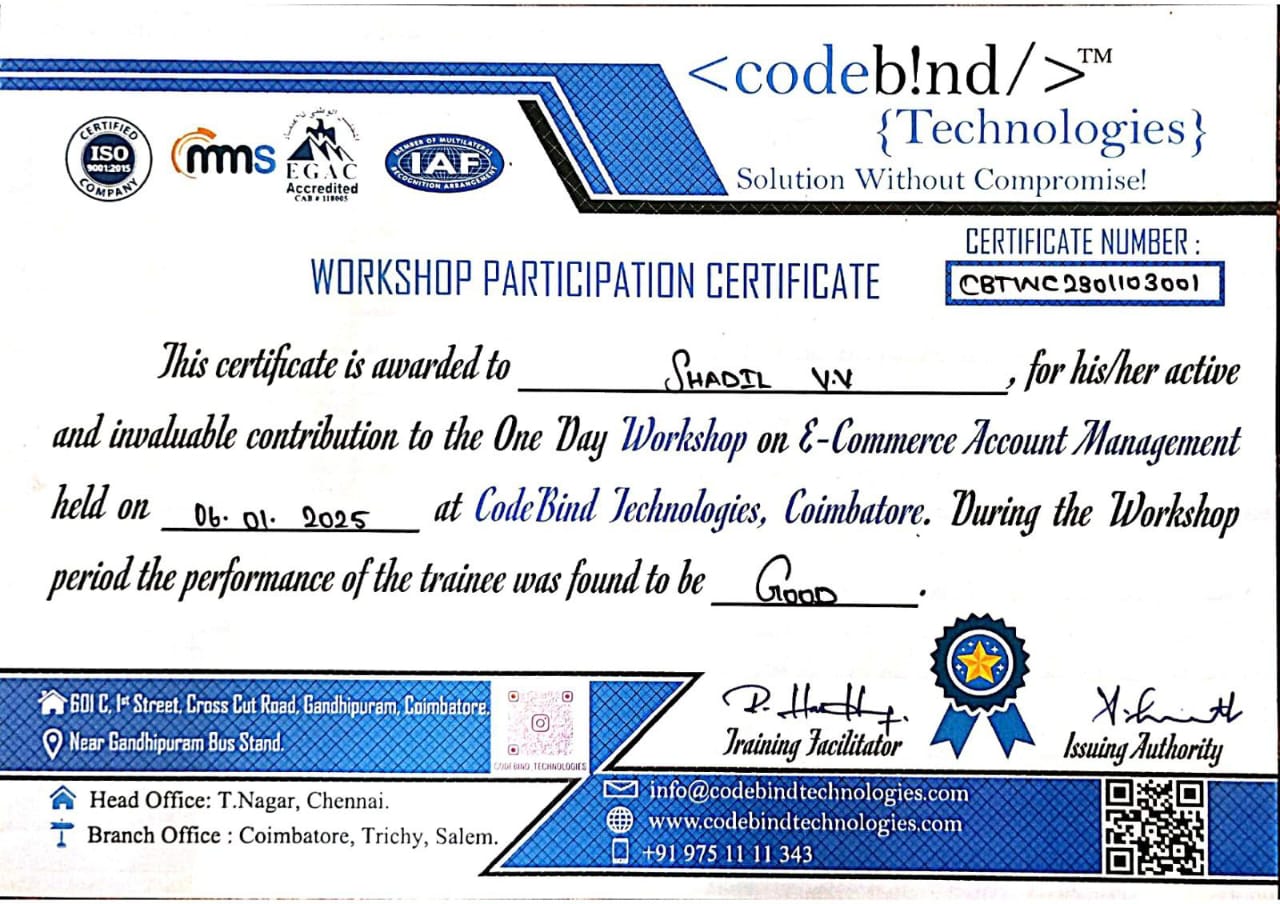 <codeb!nd/>™
{Technologies}
Solution Without Compromise!
CERTIFIED
ISO
9001:2015
COMPANY
nms
EGAC
Accredited
CAB # 118005
MEMBER OF MULTILATERAL
IAF
RECOGNITION ARRANGEMENT
CERTIFICATE NUMBER :
CBTWC2301103001
WORKSHOP PARTICIPATION CERTIFICATE
This certificate is awarded to SHADIL V.V , for his/her active
and invaluable contribution to the One Day Workshop on E-Commerce Account Management
held on 06.01.2025 at CodeBind Technologies, Coimbatore. During the Workshop
period the performance of the trainee was found to be GOOD .
601 C, 1st Street, Cross Cut Road, Gandhipuram, Coimbatore.
Near Gandhipuram Bus Stand.
CODEBIND TECHNOLOGIES
Training Facilitator
Issuing Authority
Head Office: T.Nagar, Chennai.
Branch Office : Coimbatore, Trichy, Salem.
info@codebindtechnologies.com
www.codebindtechnologies.com
+91 975 11 11 343